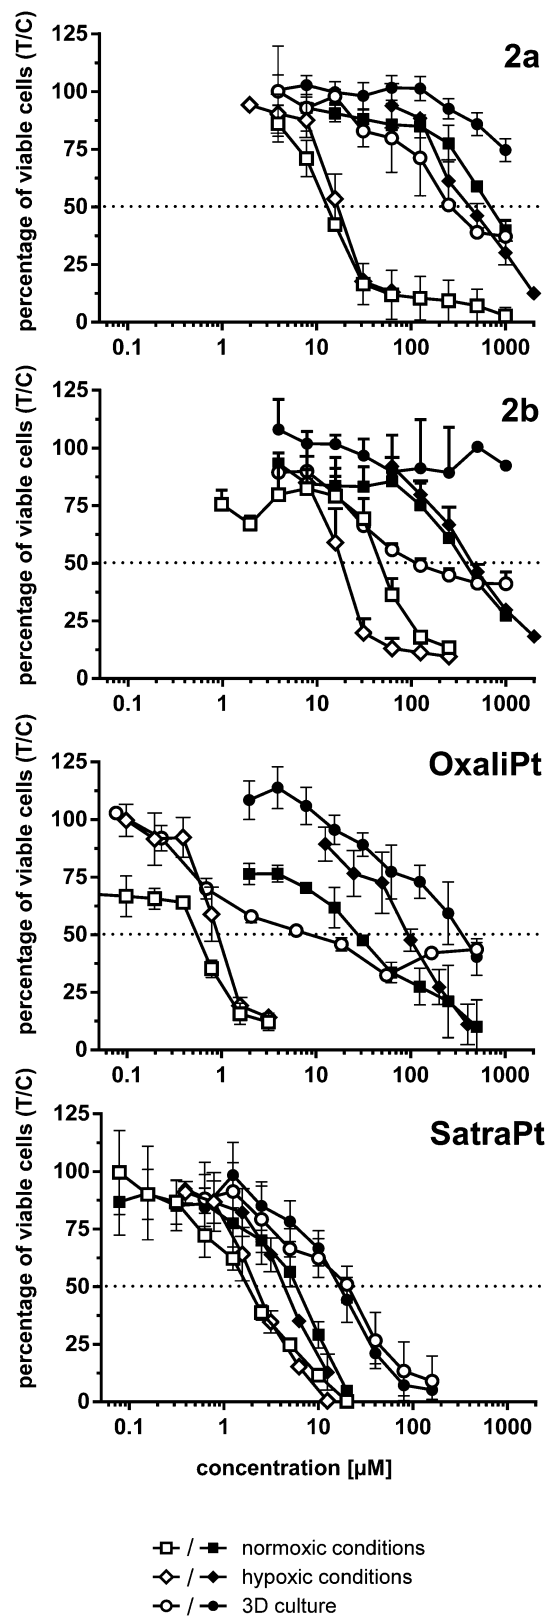 percentage of viable cells (T/C)
2a
125
100
75
50
25
0
0.1 1 10 100 1000
percentage of viable cells (T/C)
2b
125
100
75
50
25
0
0.1 1 10 100 1000
percentage of viable cells (T/C)
OxaliPt
125
100
75
50
25
0
0.1 1 10 100 1000
percentage of viable cells (T/C)
SatraPt
125
100
75
50
25
0
0.1 1 10 100 1000
concentration [µM]
/ normoxic conditions
/ hypoxic conditions
/ 3D culture